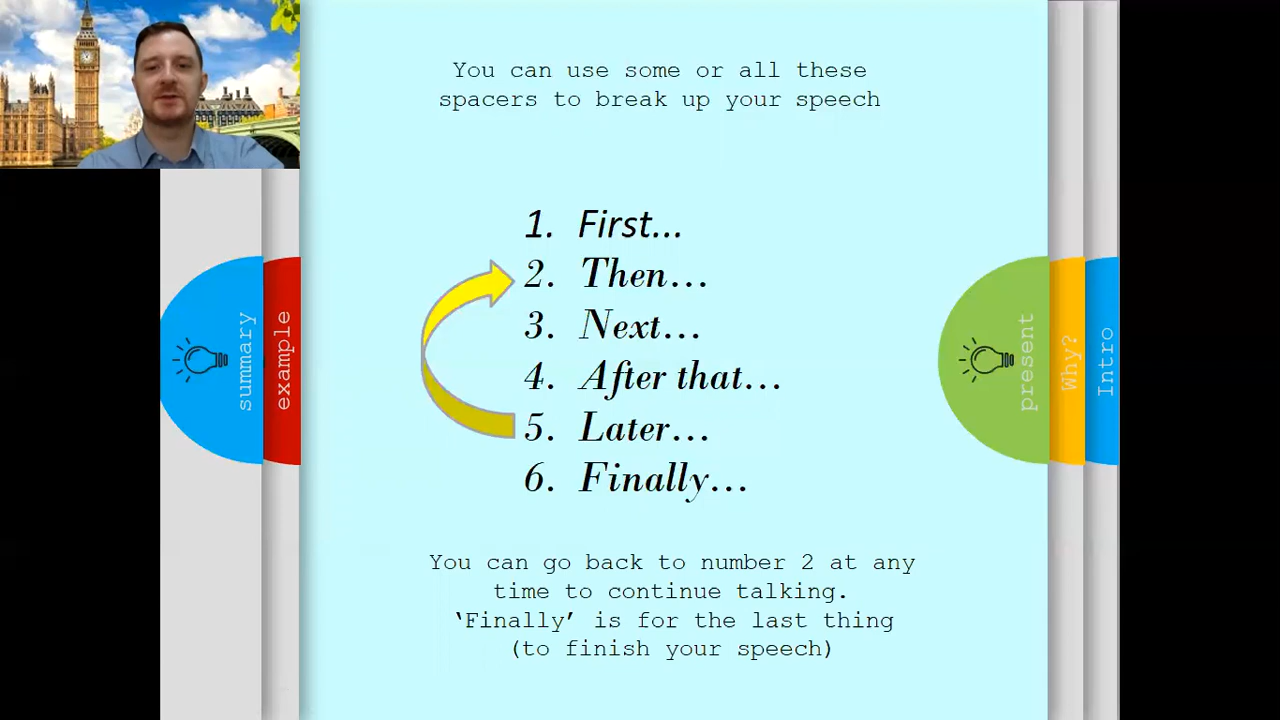 You can use some or all these
spacers to break up your speech
1. First...
2. Then...
3. Next...
4. After that...
5. Later...
6. Finally...
You can go back to number 2 at any
time to continue talking.
‘Finally’ is for the last thing
(to finish your speech)
summary
example
present
Why?
Intro